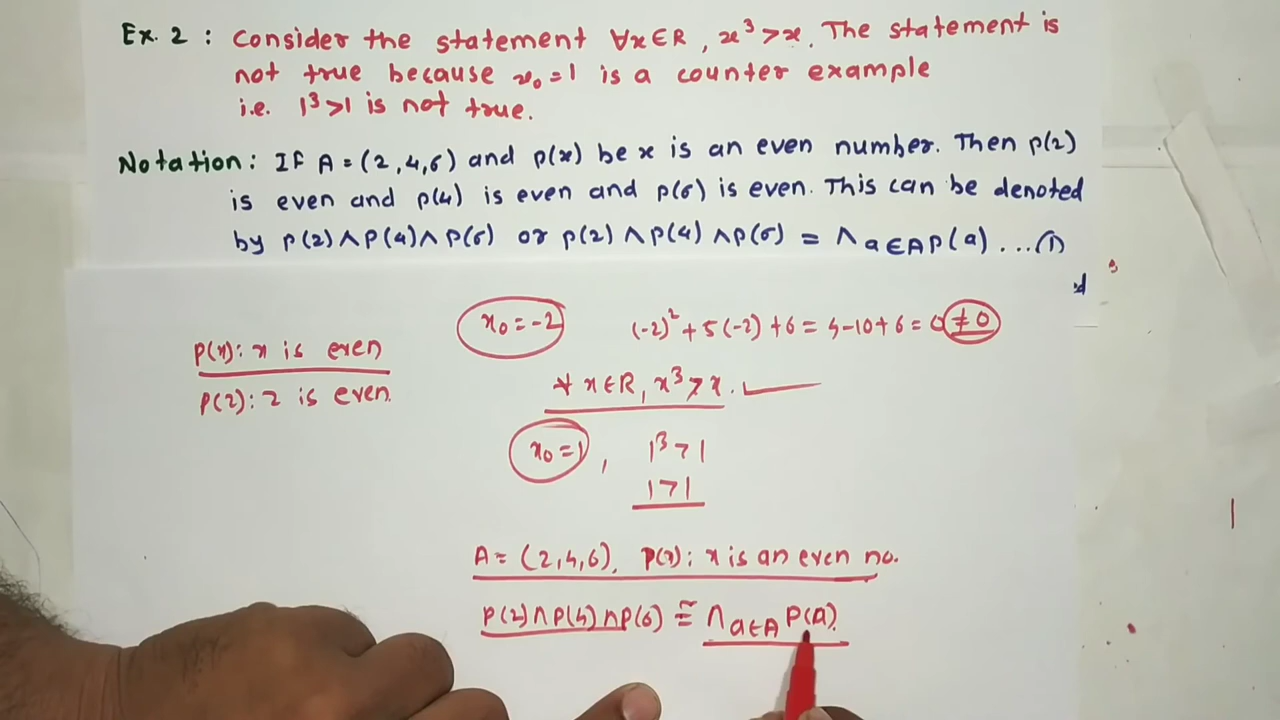 Ex. 2 : Consider the statement ∀x∈R, x³>x. The statement is
not true because x₀=1 is a counter example
i.e. 1³>1 is not true.
Notation: If A = (2,4,6) and p(x) be x is an even number. Then p(2)
is even and p(4) is even and p(6) is even. This can be denoted
by p(2)∧p(4)∧p(6) or p(2)∧p(4)∧p(6) = ∧a∈A p(a) ...(1)
x₀=-2 (-2)²+5(-2)+6 = 4-10+6 = 0 ≠0
p(x): x is even
∀ x∈R, x³>x.
p(2): 2 is even.
x₀=1, 1³>1
1>1
A = (2,4,6), p(x): x is an even no.
p(2)∧p(4)∧p(6) ≅ ∧a∈A p(a).